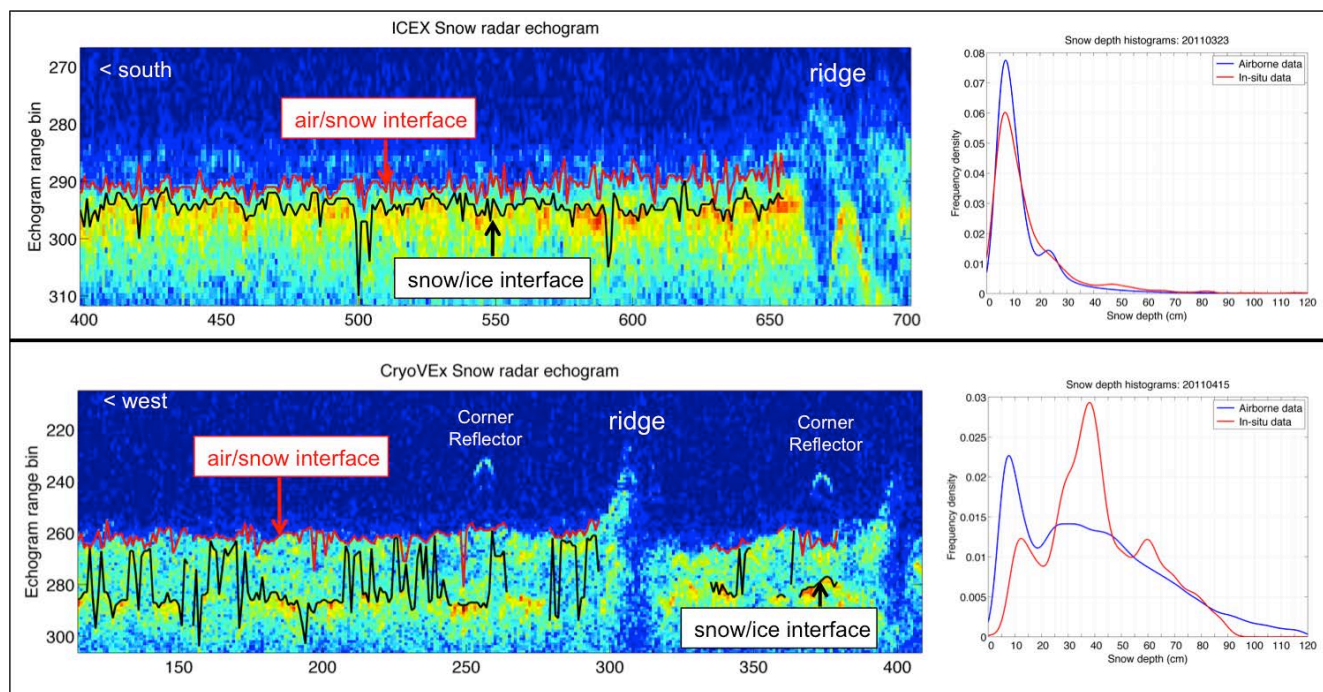 ICEX Snow radar echogram
Echogram range bin
270
280
290
300
310
< south
air/snow interface
ridge
snow/ice interface
400
450
500
550
600
650
700
Snow depth histograms: 20110323
Airborne data
In-situ data
Frequency density
0.08
0.07
0.06
0.05
0.04
0.03
0.02
0.01
0
0 10 20 30 40 50 60 70 80 90 100 110 120
Snow depth (cm)
CryoVEx Snow radar echogram
Echogram range bin
220
240
260
280
300
< west
air/snow interface
Corner
Reflector
ridge
Corner
Reflector
snow/ice interface
150
200
250
300
350
400
Snow depth histograms: 20110415
Airborne data
In-situ data
Frequency density
0.03
0.025
0.02
0.015
0.01
0.005
0
0 10 20 30 40 50 60 70 80 90 100 110 120
Snow depth (cm)